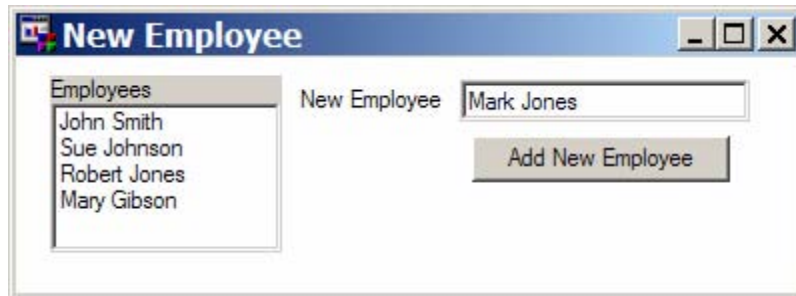 New Employee
Employees
John Smith
Sue Johnson
Robert Jones
Mary Gibson
New Employee
Mark Jones
Add New Employee